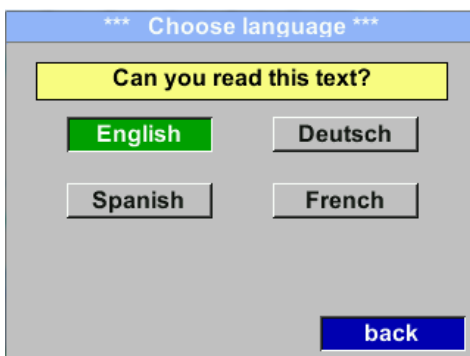 *** Choose language ***
Can you read this text?
English Deutsch
Spanish French
back